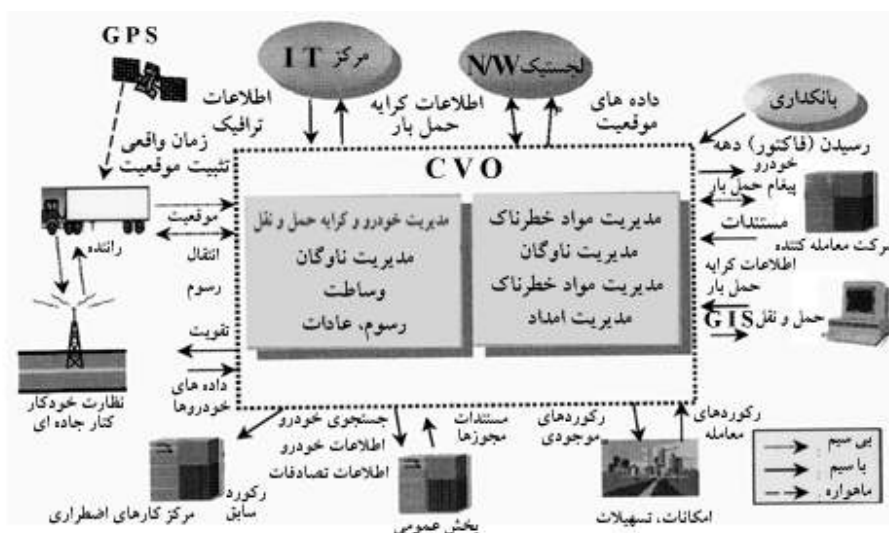 GPS
مرکز IT
لجستیک N/W
بانکداری
اطلاعات
ترافیک
اطلاعات کرایه
حمل بار
داده های
موقعیت
زمان واقعی
تثبیت موقعیت
رسیدن (فاکتور) دهه
CVO
خودرو
پیغام حمل بار
مستندات
شرکت معامله کننده
اطلاعات کرایه
حمل بار
GIS حمل و نقل
موقعیت
راننده
انتقال
رسوم
مدیریت خودرو و کرایه حمل و نقل
مدیریت ناوگان
وساطت
رسوم، عادات
مدیریت مواد خطرناک
مدیریت ناوگان
مدیریت مواد خطرناک
مدیریت امداد
تقویت
داده های
خودروها
نظارت خودکار
کنار جاده ای
جستجوی خودرو
اطلاعات خودرو
اطلاعات تصادفات
مستندات
مجوزها
رکوردهای
موجودی
رکوردهای
معامله
رکورد
سابق
مرکز کارهای اضطراری
پخش عمومی
امکانات، تسهیلات
بی سیم :
با سیم :
ماهواره :